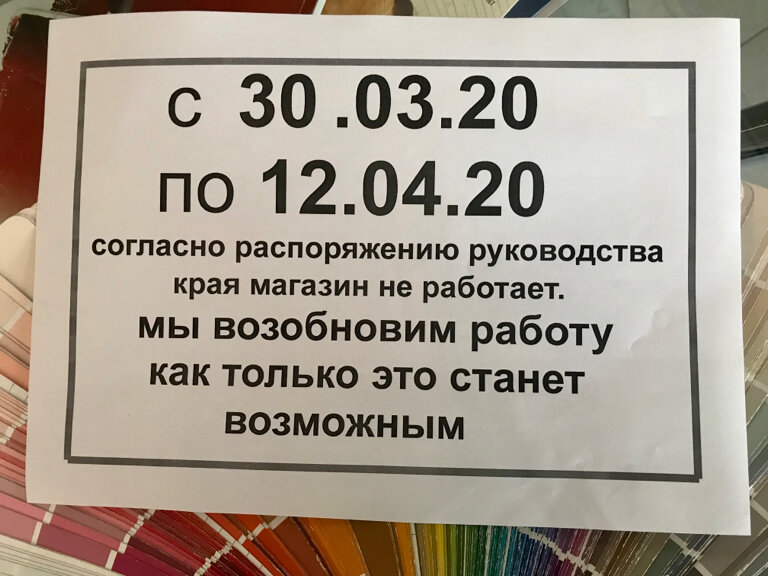 с 30 .03.20
по 12.04.20
согласно распоряжению руководства
края магазин не работает.
мы возобновим работу
как только это станет
возможным